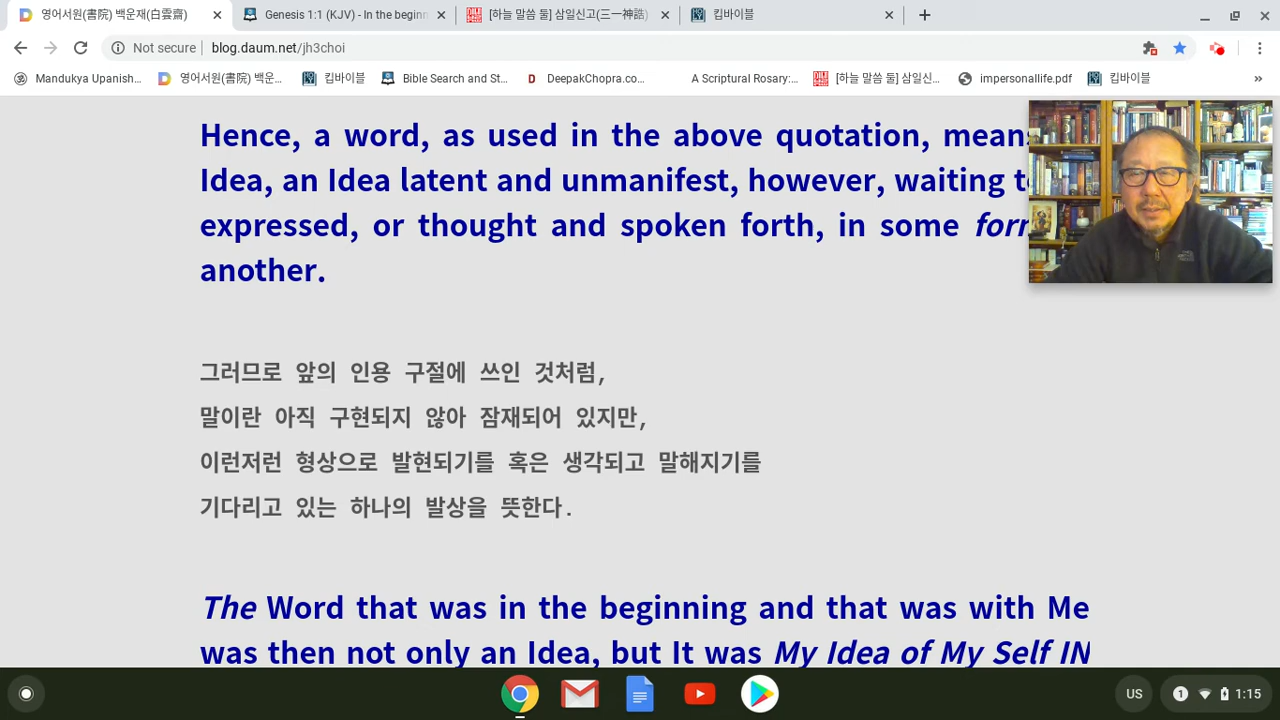 영어서원(書院) 백운재(白雲齋)
Genesis 1:1 (KJV) - In the beginn
[하늘 말씀 둘] 삼일신고(三一神誥)
킵바이블
Not secure
blog.daum.net/jh3choi
Mandukya Upanish...
영어서원(書院) 백운...
킵바이블
Bible Search and St...
DeepakChopra.co...
A Scriptural Rosary:...
[하늘 말씀 둘] 삼일신...
impersonallife.pdf
킵바이블
Hence, a word, as used in the above quotation, means
Idea, an Idea latent and unmanifest, however, waiting
expressed, or thought and spoken forth, in some
another.
그러므로 앞의 인용 구절에 쓰인 것처럼,
말이란 아직 구현되지 않아 잠재되어 있지만,
이런저런 형상으로 발현되기를 혹은 생각되고 말해지기를
기다리고 있는 하나의 발상을 뜻한다.
The Word that was in the beginning and that was with Me
was then not only an Idea, but It was My Idea of My Self IN
US
1
1:15